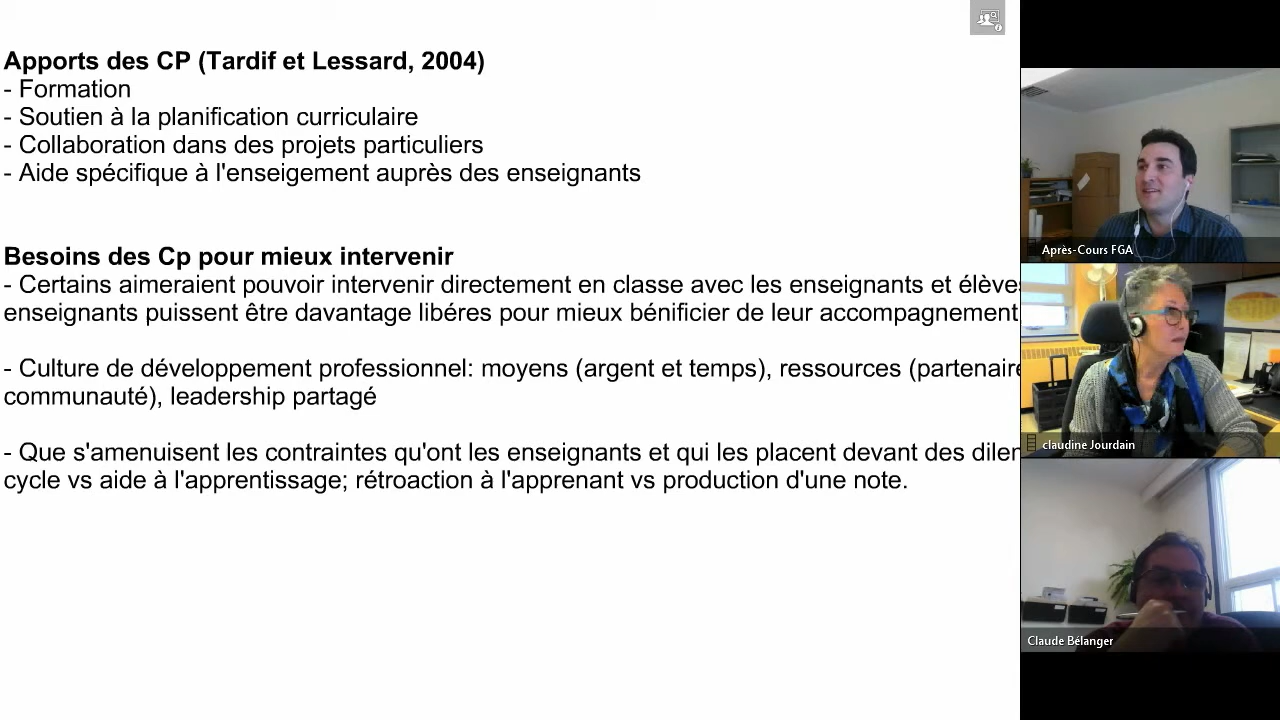 Apports des CP (Tardif et Lessard, 2004)
- Formation
- Soutien à la planification curriculaire
- Collaboration dans des projets particuliers
- Aide spécifique à l'enseigement auprès des enseignants
Besoins des Cp pour mieux intervenir
- Certains aimeraient pouvoir intervenir directement en classe avec les enseignants et élèves
enseignants puissent être davantage libéres pour mieux bénificier de leur accompagnement
- Culture de développement professionnel: moyens (argent et temps), ressources (partenaire
communauté), leadership partagé
- Que s'amenuisent les contraintes qu'ont les enseignants et qui les placent devant des
cycle vs aide à l'apprentissage; rétroaction à l'apprenant vs production d'une note.
Après-Cours FGA
claudine Jourdain
Claude Bélanger